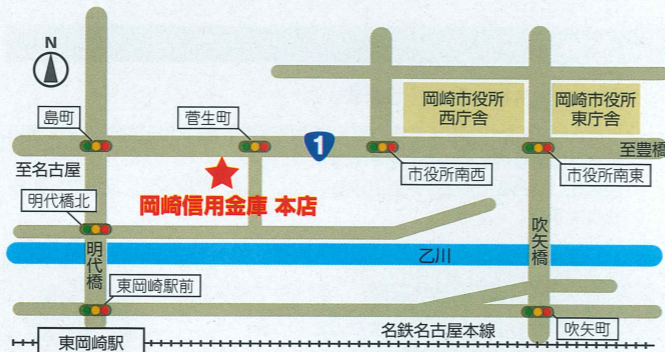 N
岡崎市役所
西庁舎
岡崎市役所
東庁舎
島町
菅生町
1
至名古屋
至豊橋
市役所南西
市役所南東
岡崎信用金庫 本店
明代橋北
吹矢橋
明代橋
乙川
東岡崎駅前
名鉄名古屋本線
吹矢町
東岡崎駅